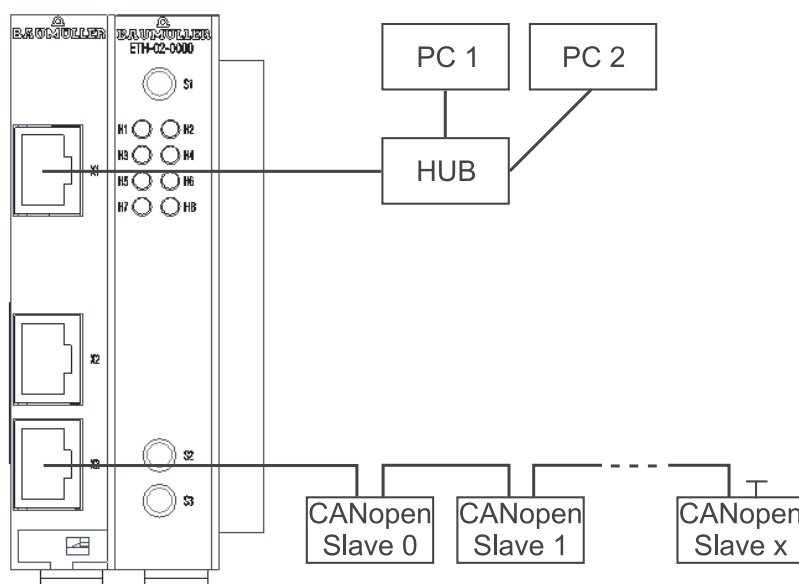 BAUMÜLLER
BAUMÜLLER
ETH-02-0000
S1
H1 H2
H3 H4
H5 H6
H7 H8
X1
X2
X3
S2
S3
PC 1
PC 2
HUB
CANopen
Slave 0
CANopen
Slave 1
CANopen
Slave x